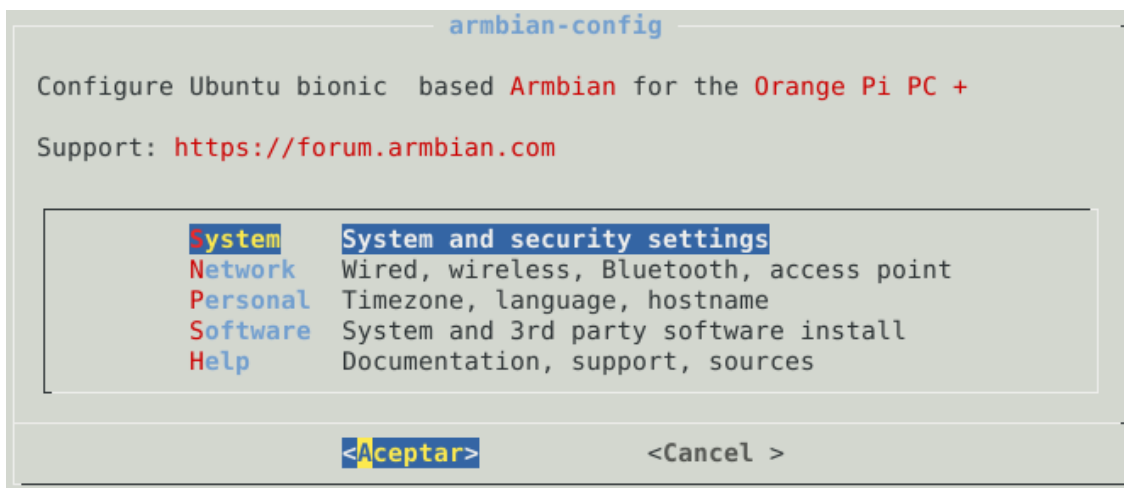 armbian-config
Configure Ubuntu bionic  based Armbian for the Orange Pi PC +
Support: https://forum.armbian.com
System System and security settings
Network Wired, wireless, Bluetooth, access point
Personal Timezone, language, hostname
Software System and 3rd party software install
Help Documentation, support, sources
<Aceptar> <Cancel >